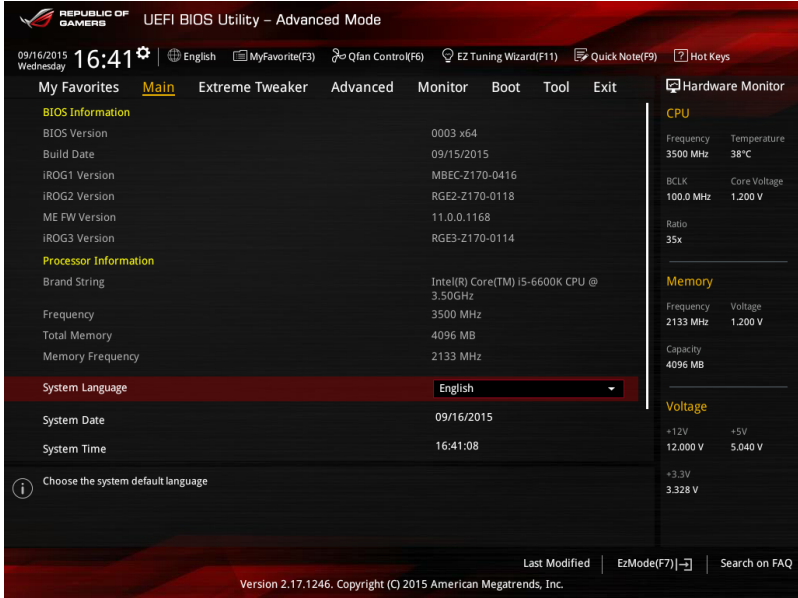 REPUBLIC OF
GAMERS
UEFI BIOS Utility – Advanced Mode
09/16/2015
Wednesday
16:41
English
MyFavorite(F3)
Qfan Control(F6)
EZ Tuning Wizard(F11)
Quick Note(F9)
? Hot Keys
My Favorites Main Extreme Tweaker Advanced Monitor Boot Tool Exit
BIOS Information
BIOS Version 0003 x64
Build Date 09/15/2015
iROG1 Version MBEC-Z170-0416
iROG2 Version RGE2-Z170-0118
ME FW Version 11.0.0.1168
iROG3 Version RGE3-Z170-0114
Processor Information
Brand String Intel(R) Core(TM) i5-6600K CPU @
3.50GHz
Frequency 3500 MHz
Total Memory 4096 MB
Memory Frequency 2133 MHz
System Language English
System Date 09/16/2015
System Time 16:41:08
i Choose the system default language
Hardware Monitor
CPU
Frequency Temperature
3500 MHz 38°C
BCLK Core Voltage
100.0 MHz 1.200 V
Ratio
35x
Memory
Frequency Voltage
2133 MHz 1.200 V
Capacity
4096 MB
Voltage
+12V +5V
12.000 V 5.040 V
+3.3V
3.328 V
Last Modified EzMode(F7) Search on FAQ
Version 2.17.1246. Copyright (C) 2015 American Megatrends, Inc.